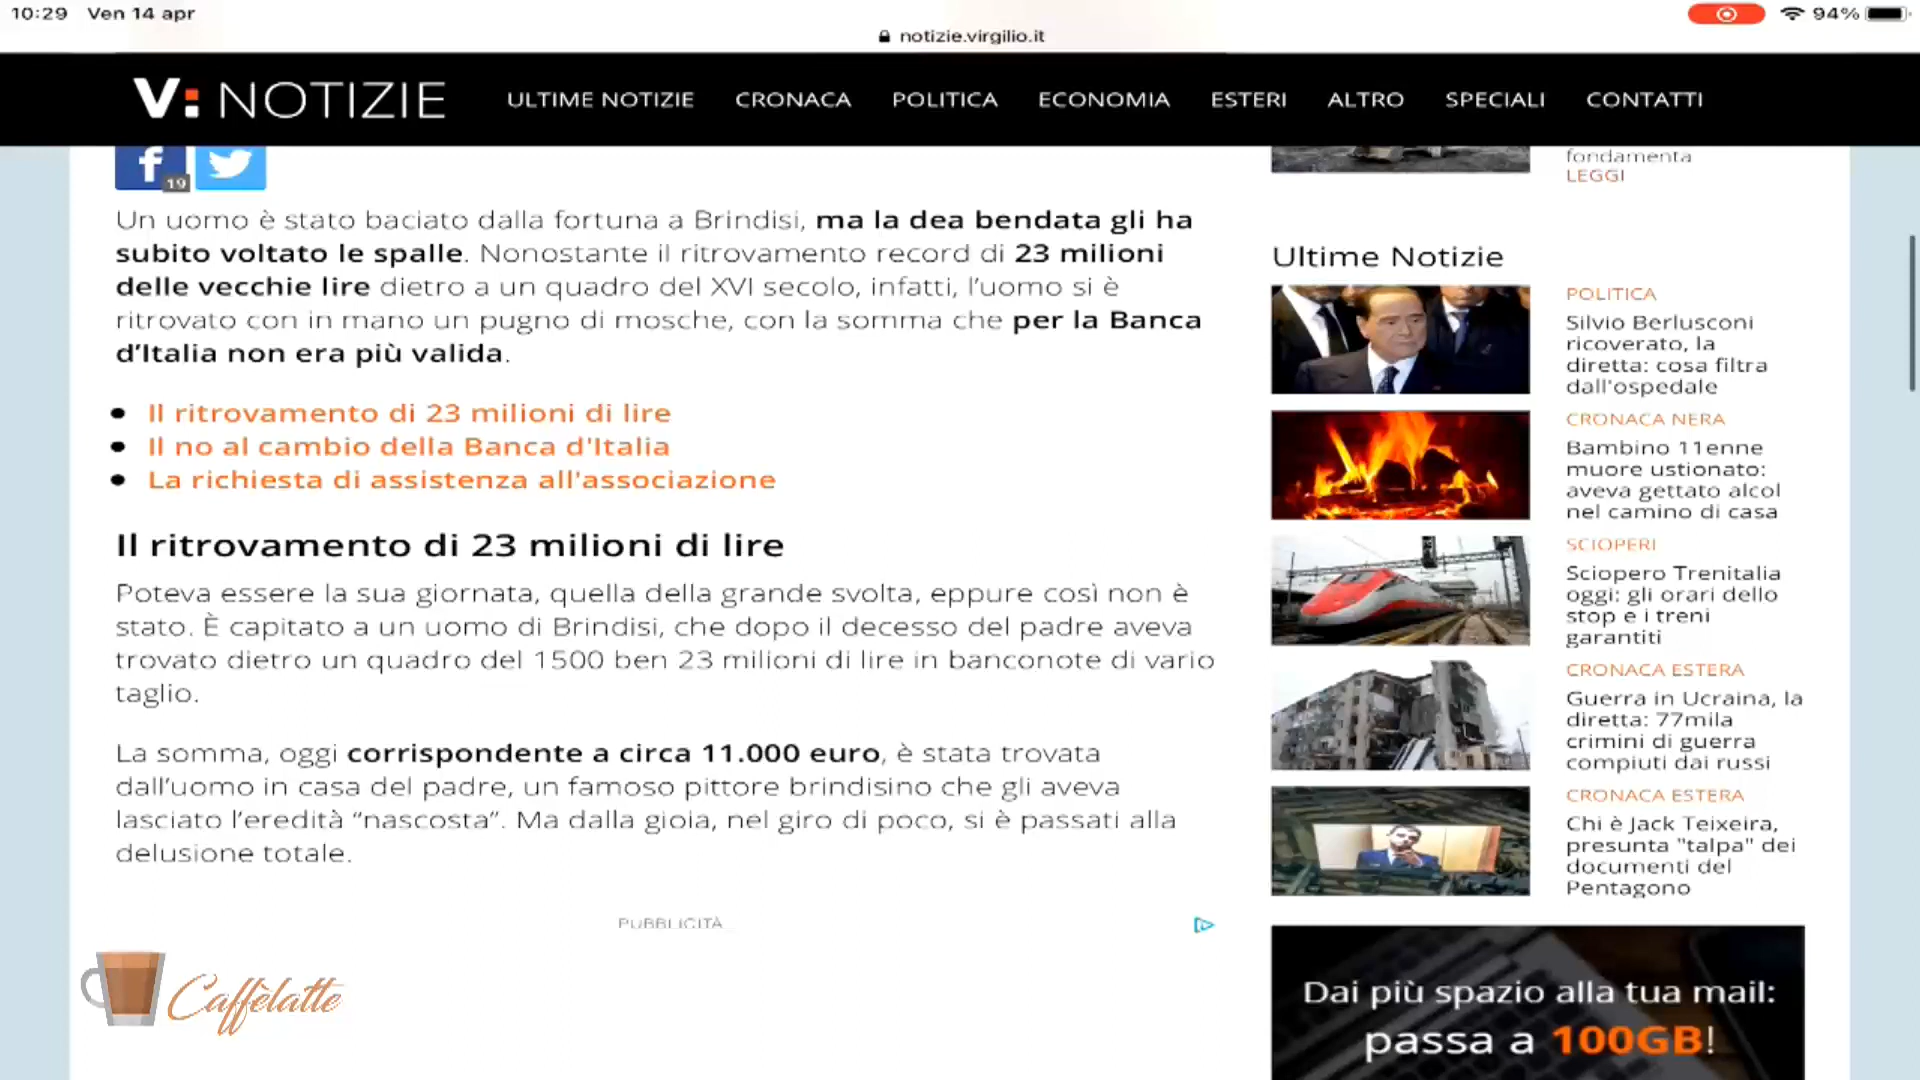 10:29 Ven 14 apr
94%
notizie.virgilio.it
V: NOTIZIE
ULTIME NOTIZIE CRONACA POLITICA ECONOMIA ESTERI ALTRO SPECIALI CONTATTI
f 19
Un uomo è stato baciato dalla fortuna a Brindisi, ma la dea bendata gli ha
subito voltato le spalle. Nonostante il ritrovamento record di 23 milioni
delle vecchie lire dietro a un quadro del XVI secolo, infatti, l'uomo si è
ritrovato con in mano un pugno di mosche, con la somma che per la Banca
d'Italia non era più valida.
Il ritrovamento di 23 milioni di lire
Il no al cambio della Banca d'Italia
La richiesta di assistenza all'associazione
Il ritrovamento di 23 milioni di lire
Poteva essere la sua giornata, quella della grande svolta, eppure così non è
stato. È capitato a un uomo di Brindisi, che dopo il decesso del padre aveva
trovato dietro un quadro del 1500 ben 23 milioni di lire in banconote di vario
taglio.
La somma, oggi corrispondente a circa 11.000 euro, è stata trovata
dall'uomo in casa del padre, un famoso pittore brindisino che gli aveva
lasciato l'eredità "nascosta". Ma dalla gioia, nel giro di poco, si è passati alla
delusione totale.
PUBBLICITÀ
Caffèlatte
fondamenta
LEGGI
Ultime Notizie
POLITICA
Silvio Berlusconi
ricoverato, la
diretta: cosa filtra
dall'ospedale
CRONACA NERA
Bambino 11enne
muore ustionato:
aveva gettato alcol
nel camino di casa
SCIOPERI
Sciopero Trenitalia
oggi: gli orari dello
stop e i treni
garantiti
CRONACA ESTERA
Guerra in Ucraina, la
diretta: 77mila
crimini di guerra
compiuti dai russi
CRONACA ESTERA
Chi è Jack Teixeira,
presunta "talpa" dei
documenti del
Pentagono
Dai più spazio alla tua mail:
passa a 100GB!